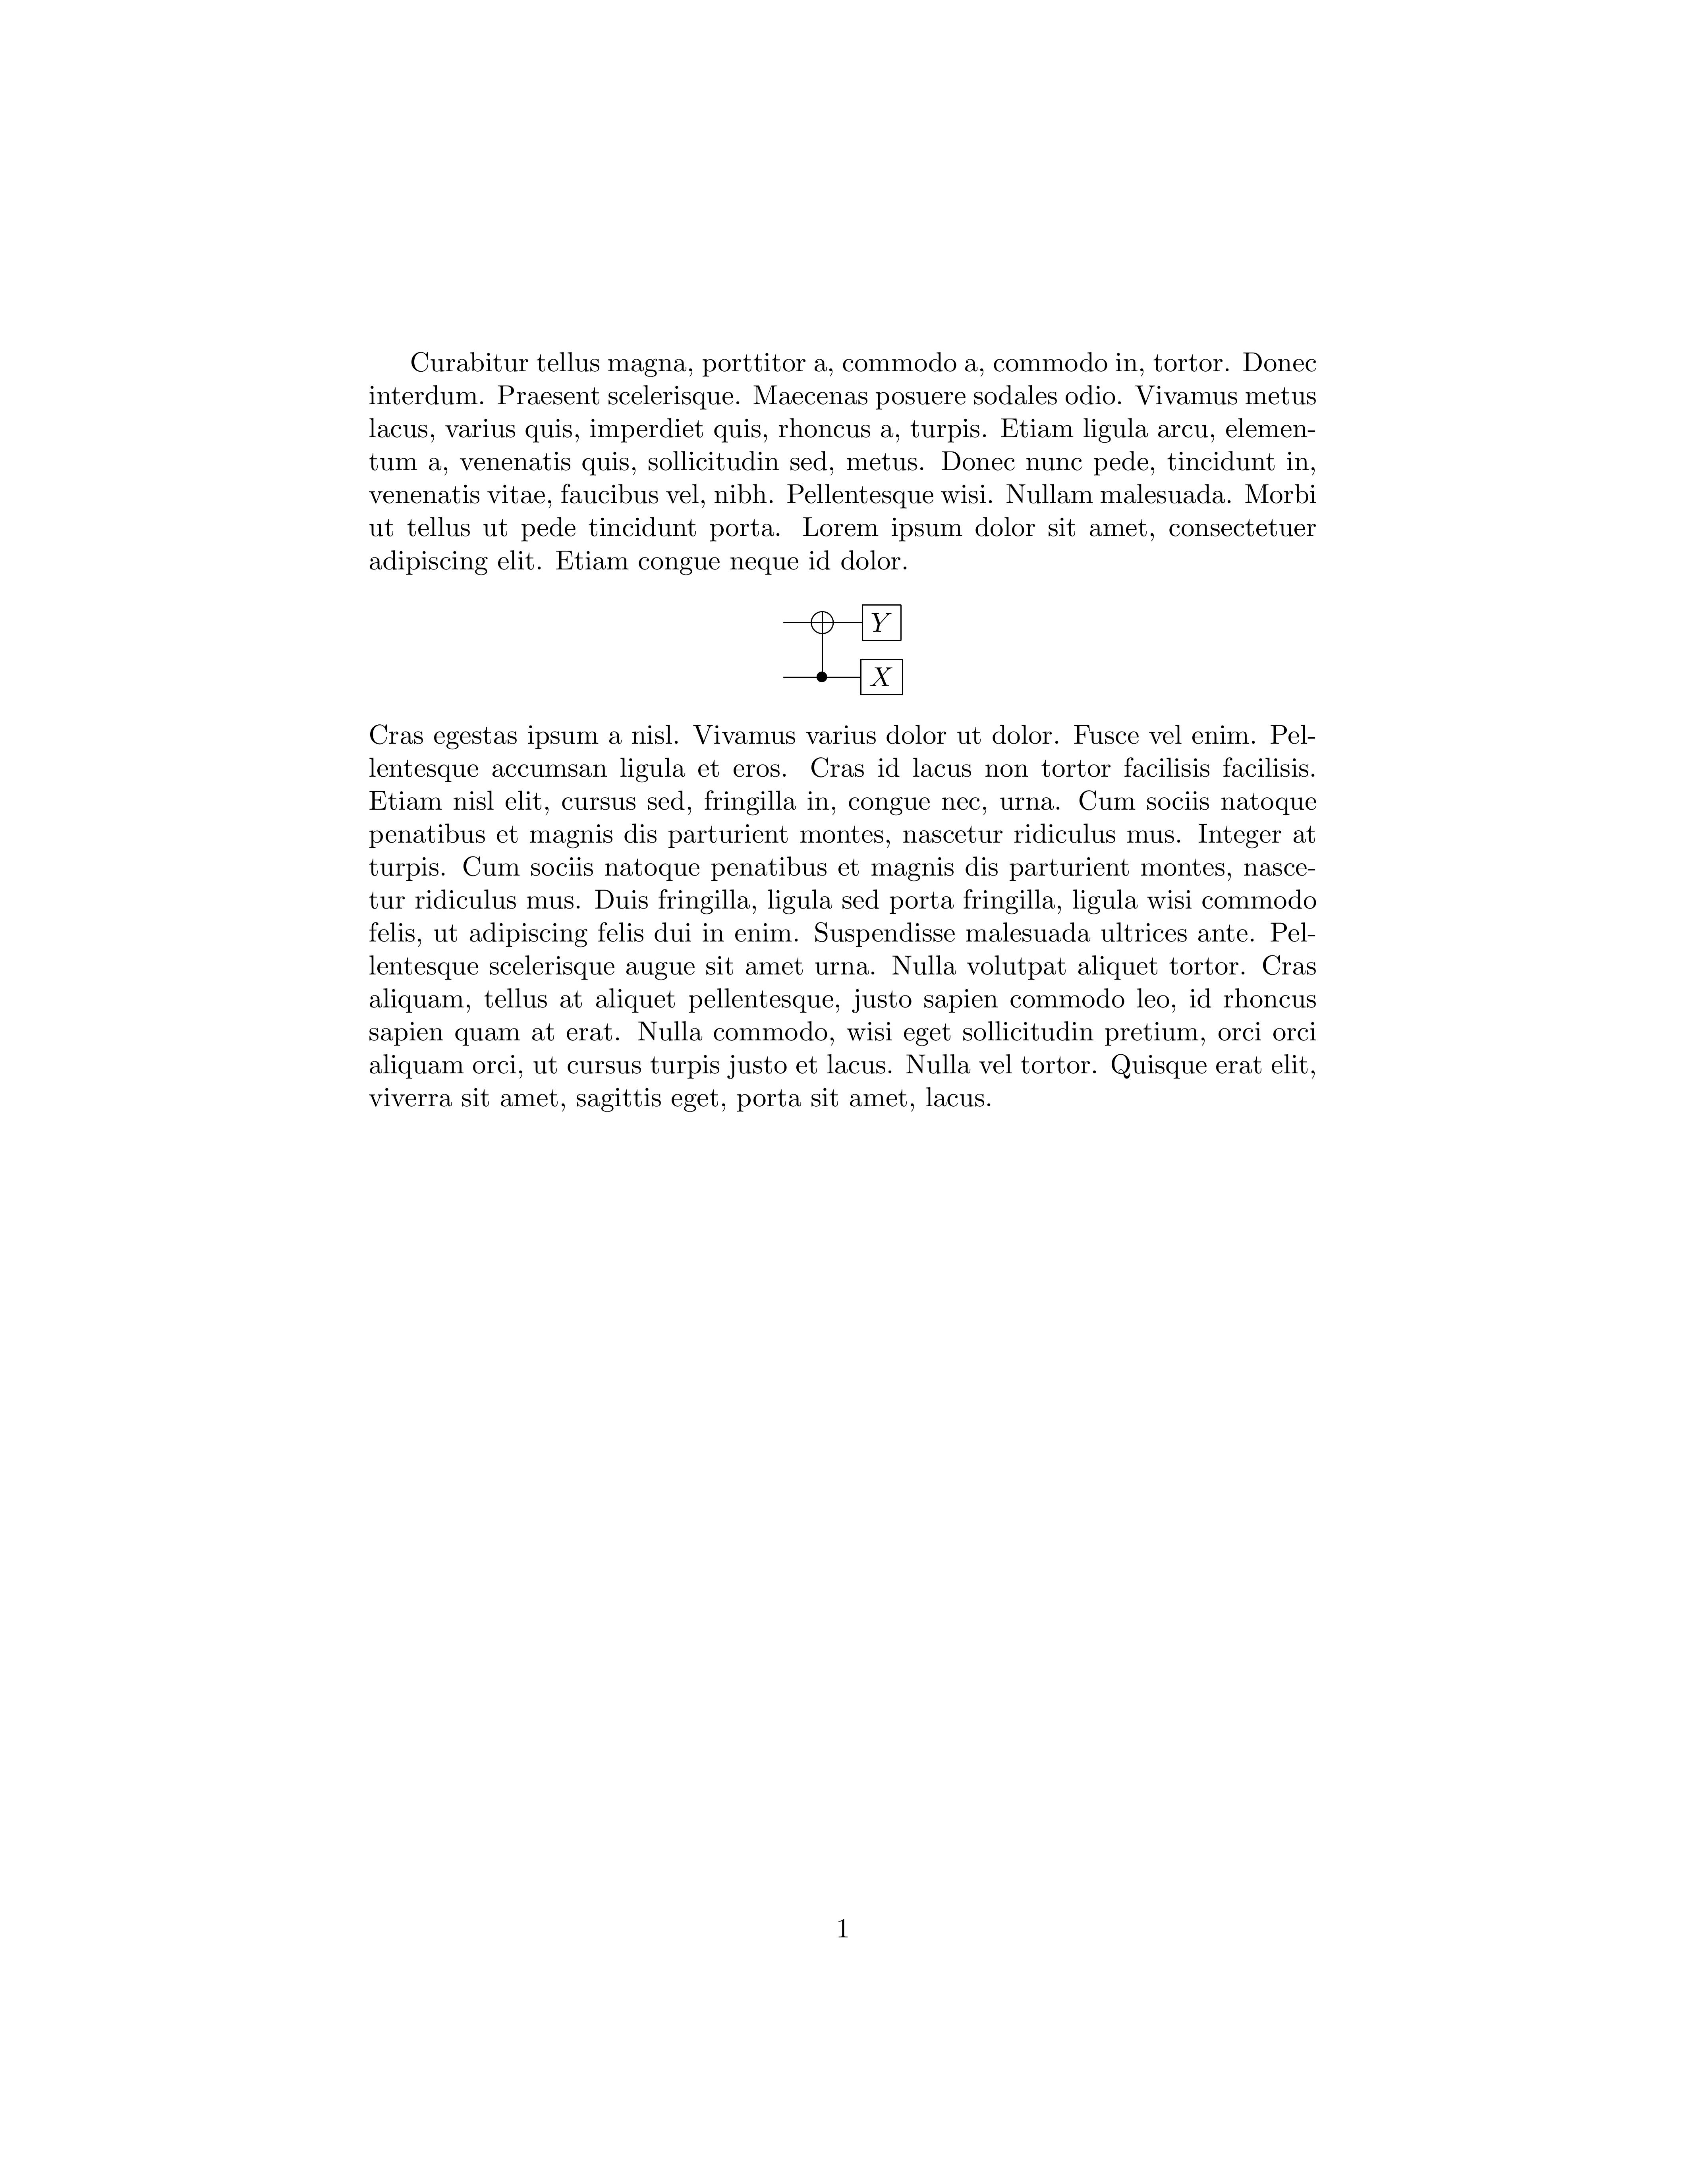 Curabitur tellus magna, porttitor a, commodo a, commodo in, tortor. Donec
interdum. Praesent scelerisque. Maecenas posuere sodales odio. Vivamus metus
lacus, varius quis, imperdiet quis, rhoncus a, turpis. Etiam ligula arcu, elemen-
tum a, venenatis quis, sollicitudin sed, metus. Donec nunc pede, tincidunt in,
venenatis vitae, faucibus vel, nibh. Pellentesque wisi. Nullam malesuada. Morbi
ut tellus ut pede tincidunt porta. Lorem ipsum dolor sit amet, consectetuer
adipiscing elit. Etiam congue neque id dolor.
Y
X
Cras egestas ipsum a nisl. Vivamus varius dolor ut dolor. Fusce vel enim. Pel-
lentesque accumsan ligula et eros. Cras id lacus non tortor facilisis facilisis.
Etiam nisl elit, cursus sed, fringilla in, congue nec, urna. Cum sociis natoque
penatibus et magnis dis parturient montes, nascetur ridiculus mus. Integer at
turpis. Cum sociis natoque penatibus et magnis dis parturient montes, nasce-
tur ridiculus mus. Duis fringilla, ligula sed porta fringilla, ligula wisi commodo
felis, ut adipiscing felis dui in enim. Suspendisse malesuada ultrices ante. Pel-
lentesque scelerisque augue sit amet urna. Nulla volutpat aliquet tortor. Cras
aliquam, tellus at aliquet pellentesque, justo sapien commodo leo, id rhoncus
sapien quam at erat. Nulla commodo, wisi eget sollicitudin pretium, orci orci
aliquam orci, ut cursus turpis justo et lacus. Nulla vel tortor. Quisque erat elit,
viverra sit amet, sagittis eget, porta sit amet, lacus.
1